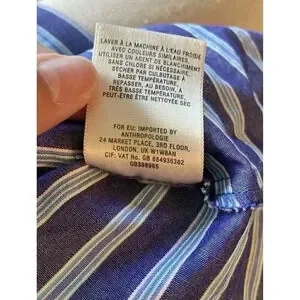 LAVER À LA MACHINE À L'EAU FROIDE
AVEC COULEURS SIMILAIRES,
UTILISER UN AGENT DE BLANCHIMENT
SANS CHLORE SI NÉCESSAIRE,
SÉCHER PAR CULBUTAGE À
BASSE TEMPÉRATURE,
REPASSER, AU BESOIN, À
TRÈS BASSE TEMPÉRATURE
PEUT-ÊTRE ÊTRE NETTOYÉ SEC
FOR EU: IMPORTED BY
ANTHROPOLOGIE
24 MARKET PLACE, 3RD FLOOR,
LONDON, UK W1W8AN
CIF: VAT No. GB 884936382
GB398985